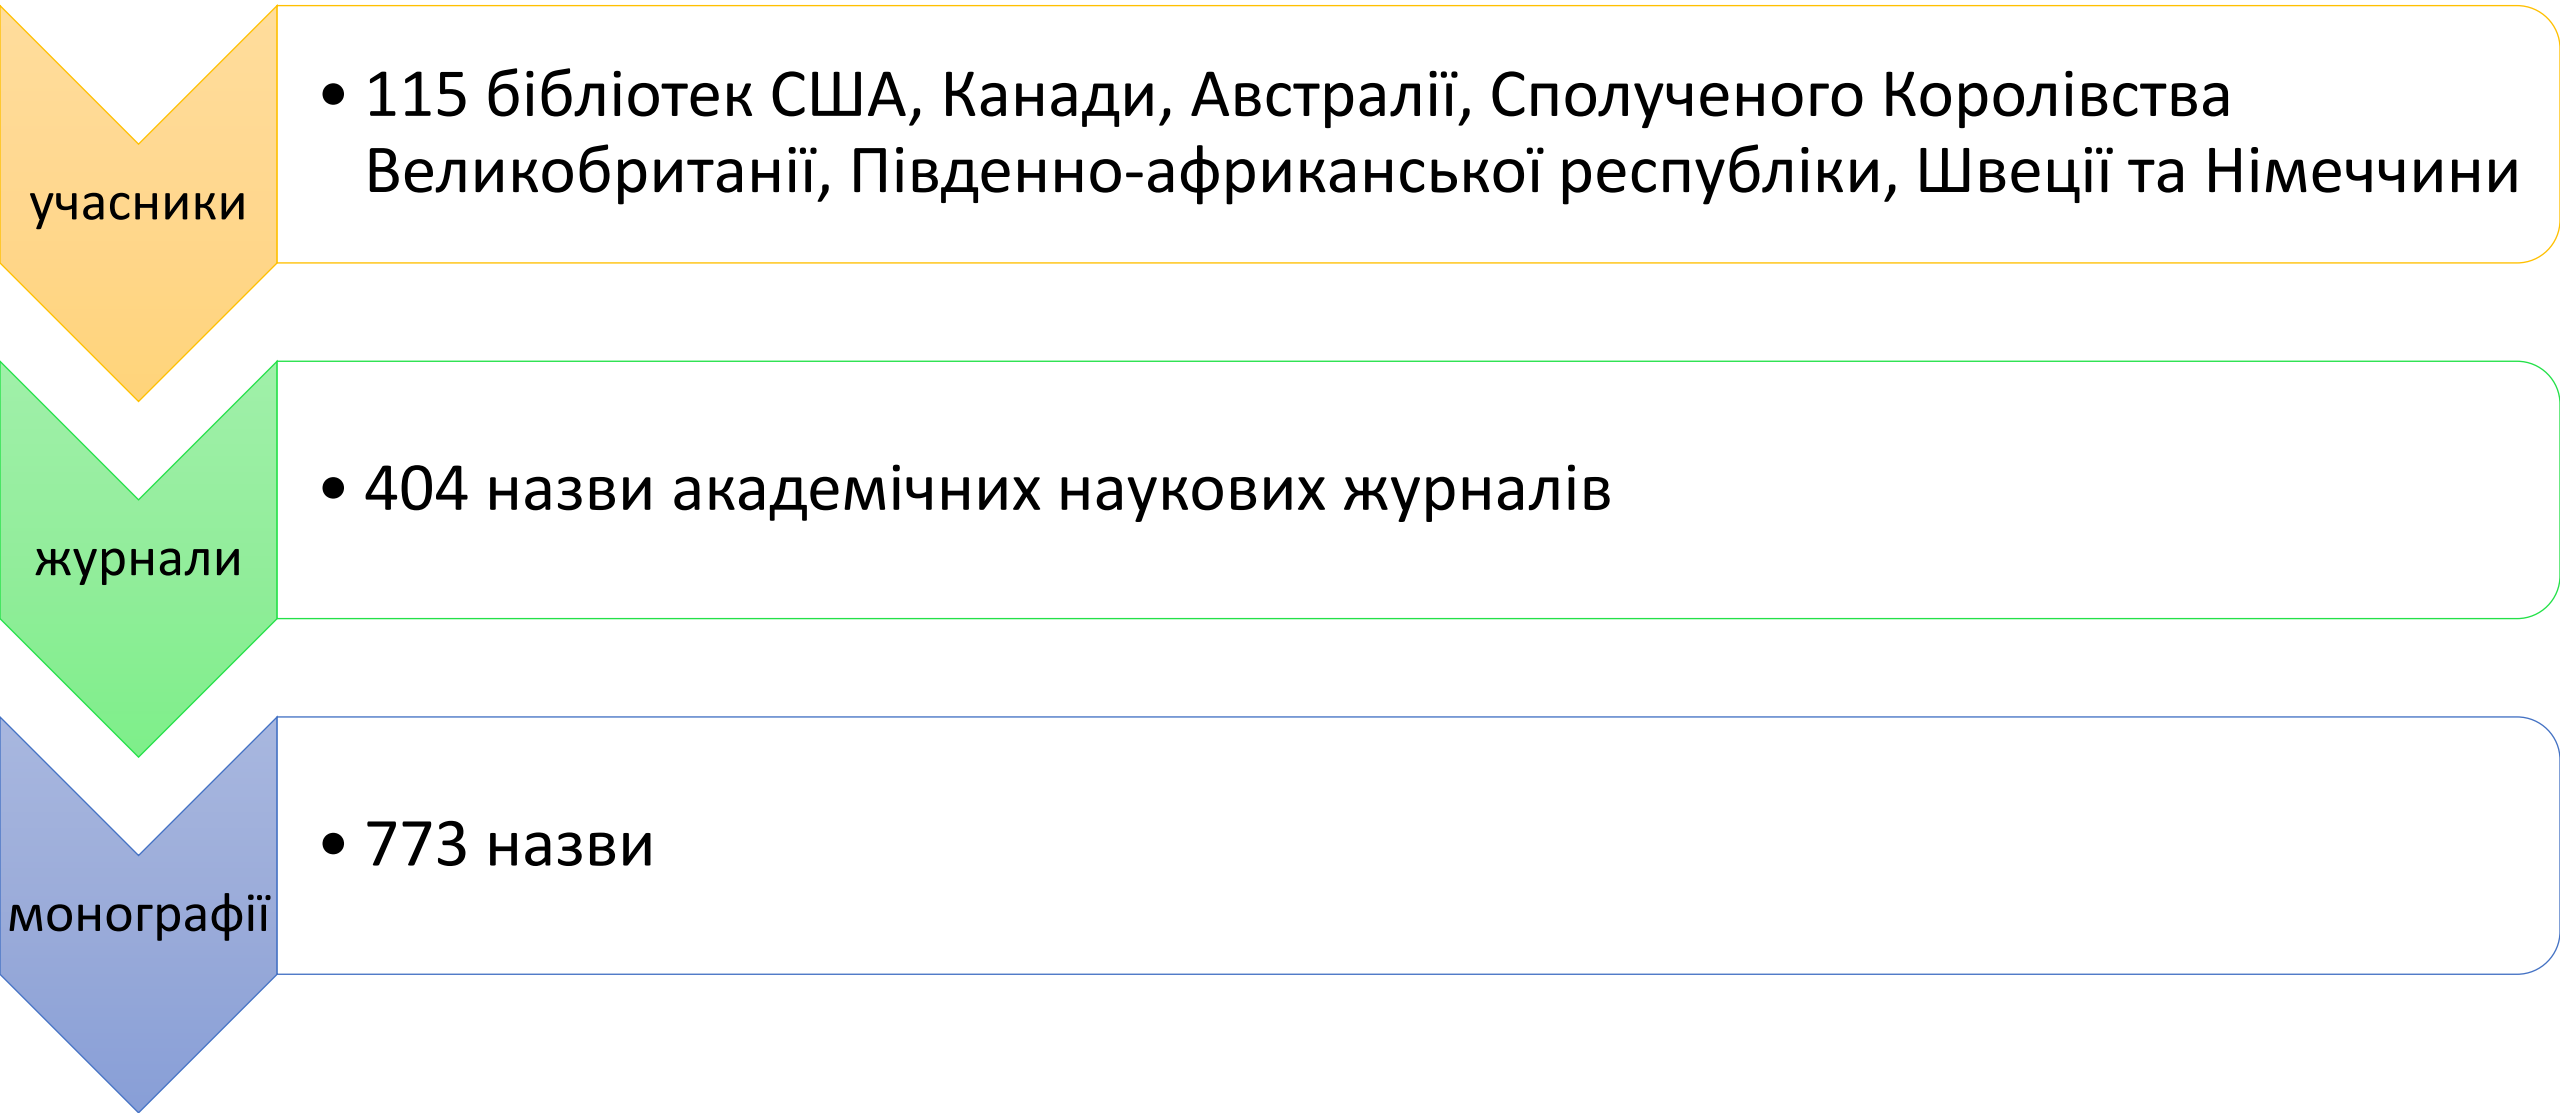 учасники
• 115 бібліотек США, Канади, Австралії, Сполученого Королівства
Великобританії, Південно-африканської республіки, Швеції та Німеччини
журнали
• 404 назви академічних наукових журналів
монографії
• 773 назви